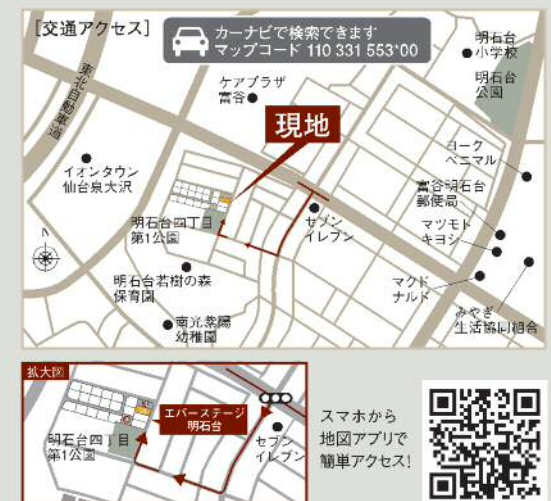 [交通アクセス]
カーナビで検索できます
マップコード 110 331 553*00
明石台
小学校
明石台
公園
東北自動車道
ケアプラザ
富谷
現地
ヨーク
ベニマル
イオンタウン
仙台泉大沢
富谷明石台
郵便局
明石台四丁目
第1公園
セブン
イレブン
マツモト
キヨシ
N
明石台若樹の森
保育園
マクド
ナルド
南光紫陽
幼稚園
みやぎ
生活協同組合
拡大図
エバーステージ
明石台
明石台四丁目
第1公園
セブン
イレブン
スマホから
地図アプリで
簡単アクセス!